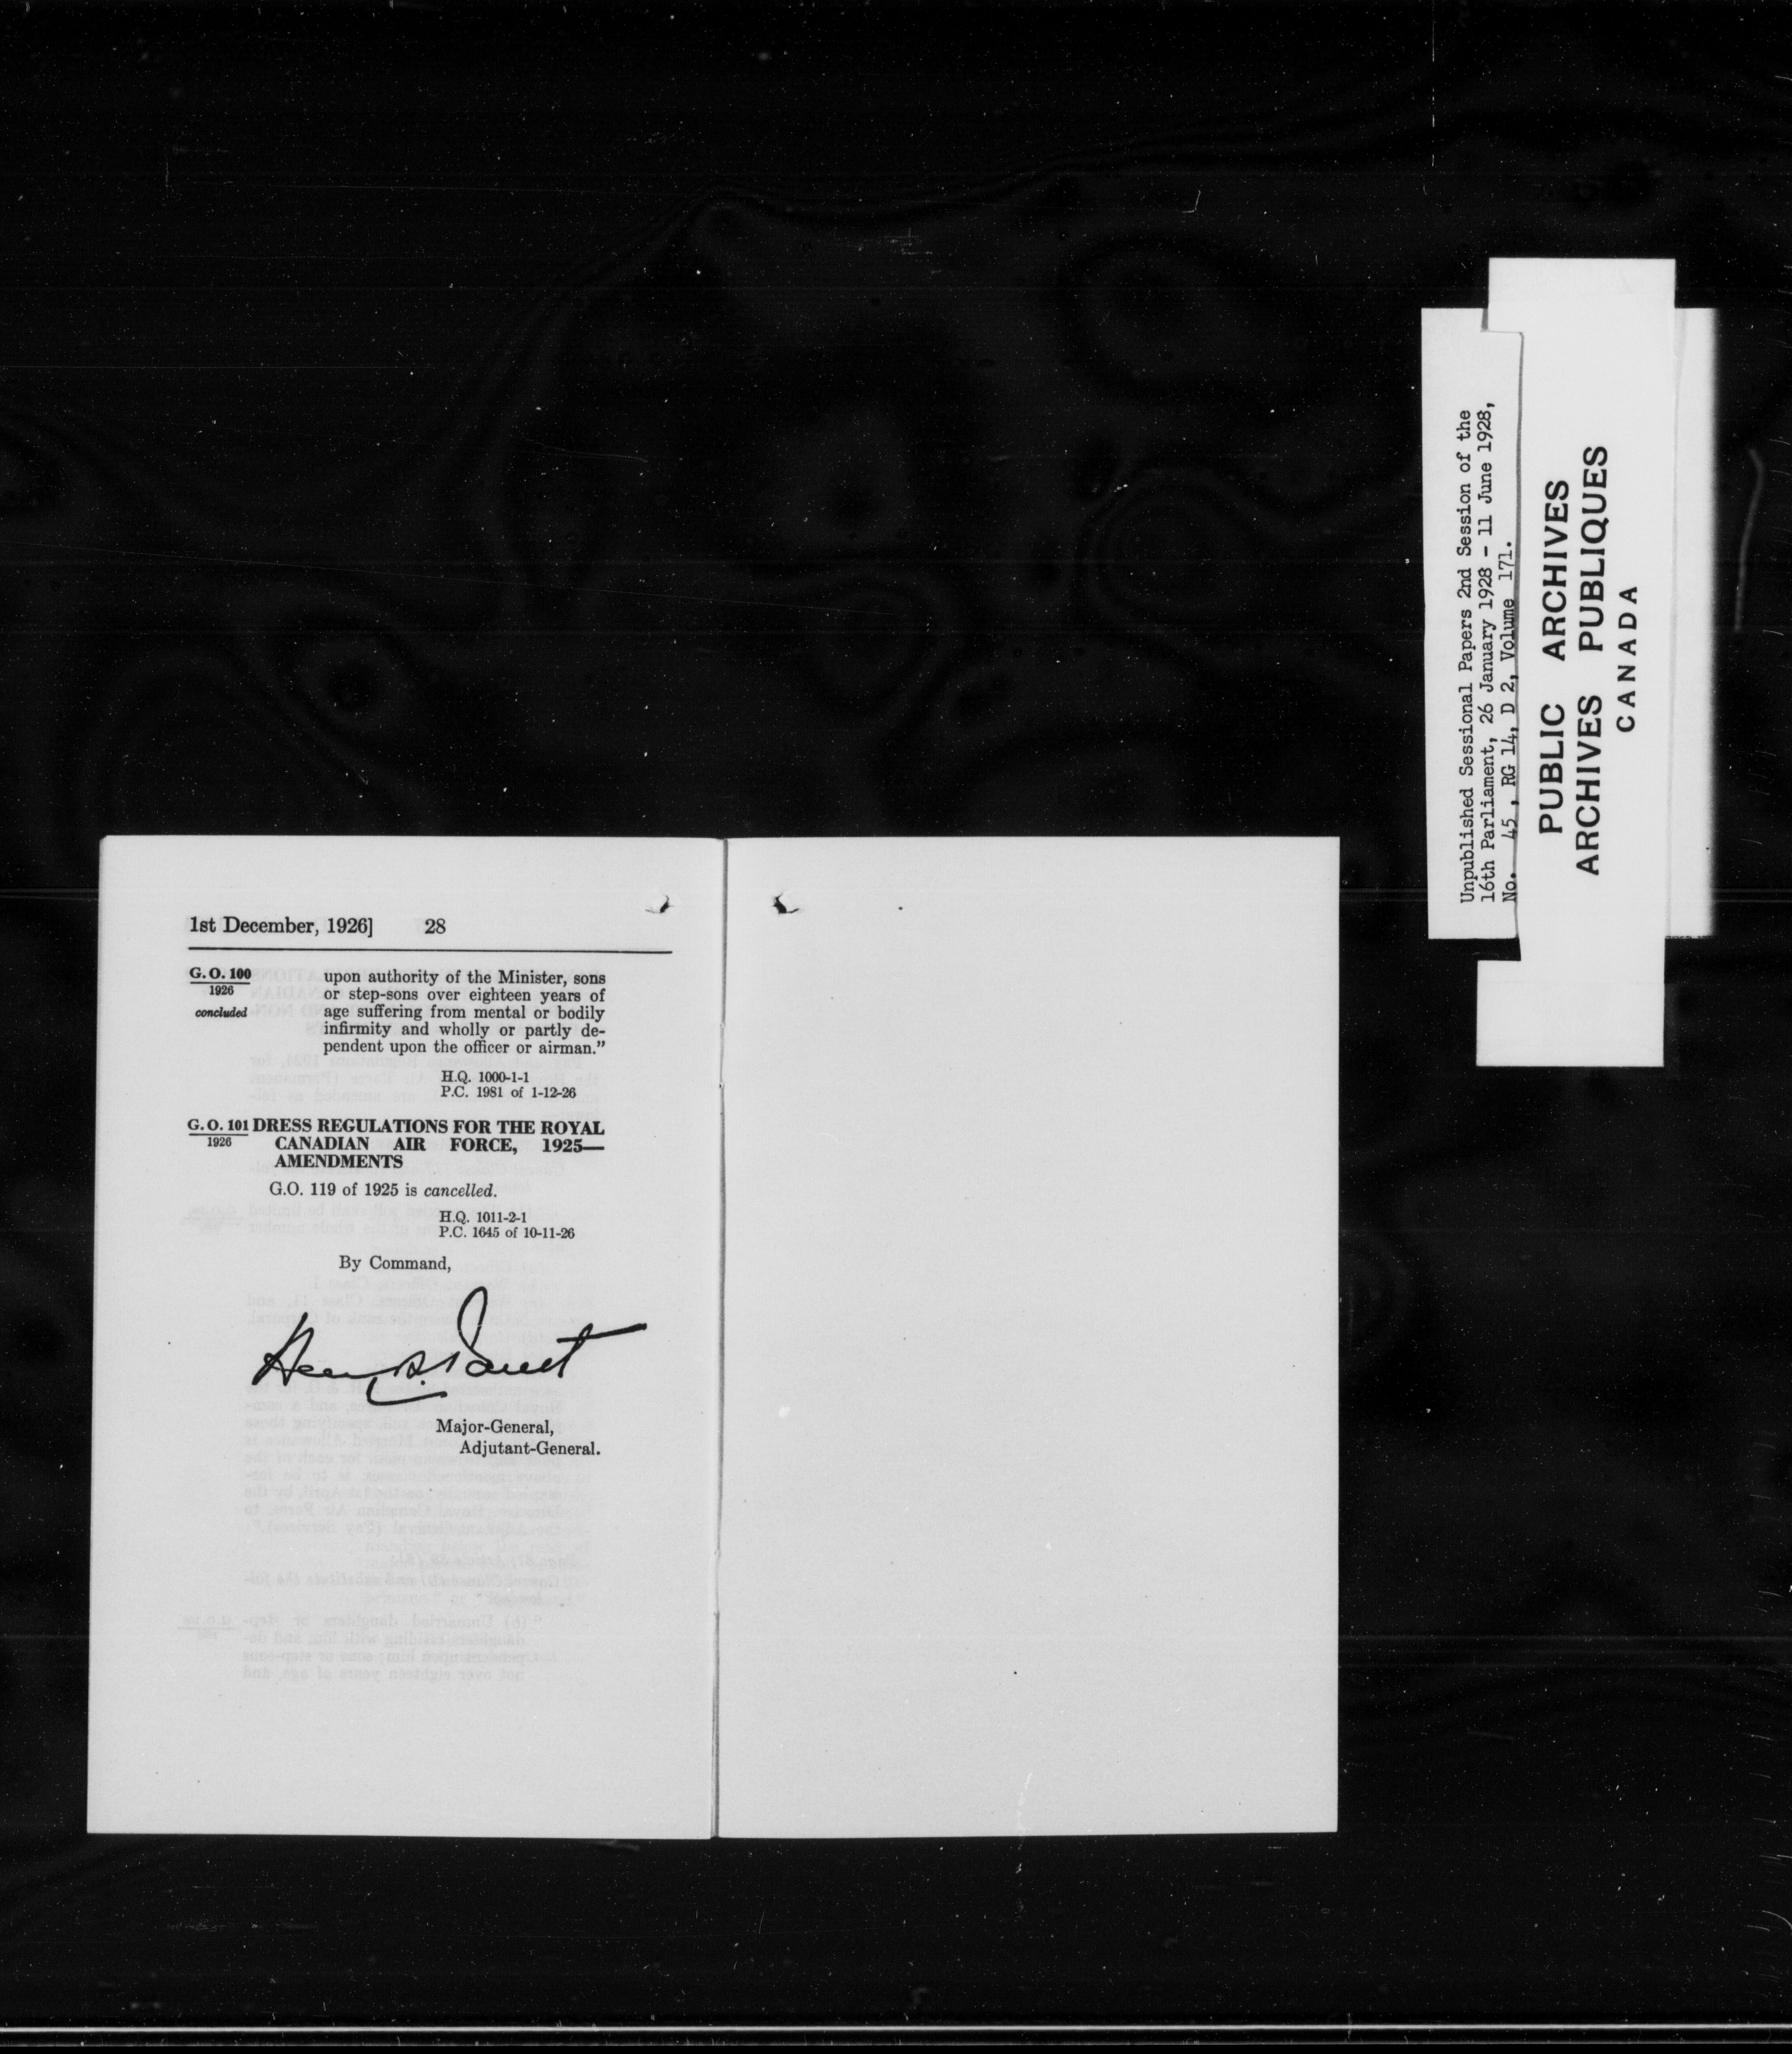 1st December, 1926] 28
G. O. 100
1926
concluded
upon authority of the Minister, sons
or step-sons over eighteen years of
age suffering from mental or bodily
infirmity and wholly or partly de-
pendent upon the officer or airman.”
H.Q. 1000-1-1
P.C. 1981 of 1-12-26
G. O. 101
1926
DRESS REGULATIONS FOR THE ROYAL
CANADIAN AIR FORCE, 1925—
AMENDMENTS
G.O. 119 of 1925 is cancelled.
H.Q. 1011-2-1
P.C. 1645 of 10-11-26
By Command,
Major-General,
Adjutant-General.
Unpublished Sessional Papers 2nd Session of the
16th Parliament, 26 January 1928 - 11 June 1928,
No. 45, RG 14, D 2, Volume 171.
PUBLIC ARCHIVES
ARCHIVES PUBLIQUES
CANADA